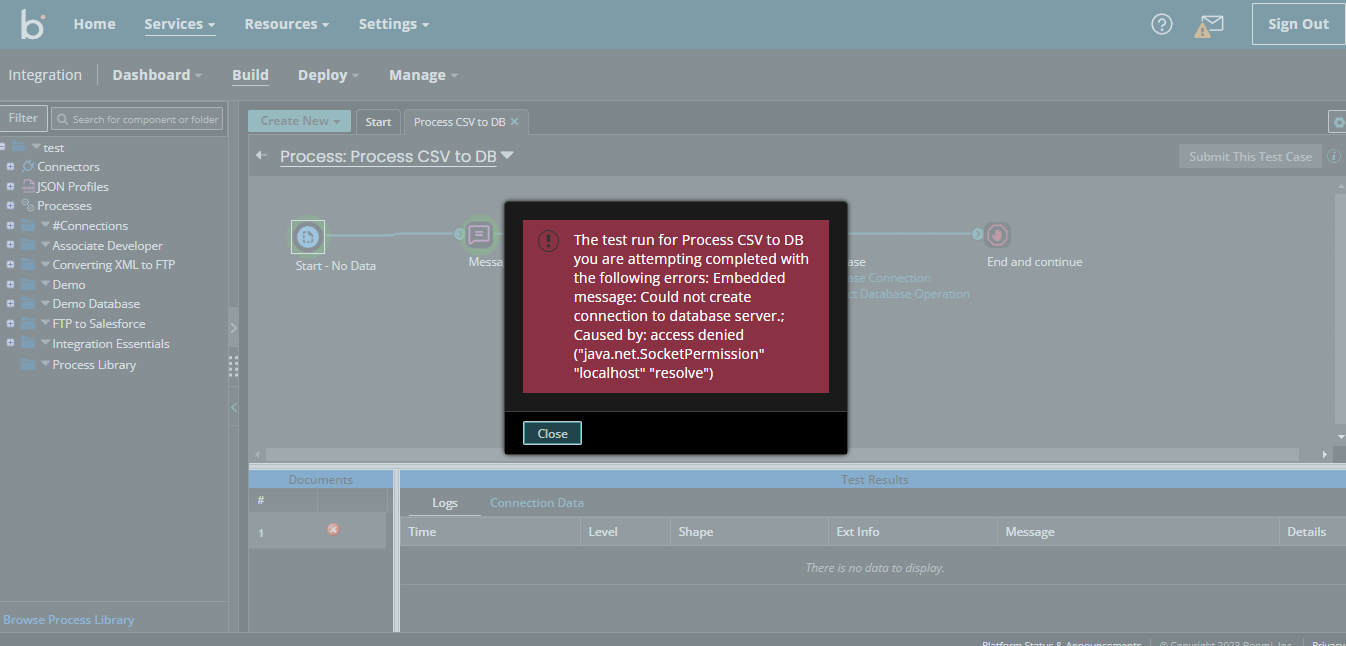 b
Home
Services
Resources
Settings
?
Sign Out
Integration
Dashboard
Build
Deploy
Manage
Filter
Search for component or folder
Create New
Start
Process CSV to DB
test
Connectors
JSON Profiles
Processes
#Connections
Associate Developer
Converting XML to FTP
Demo
Demo Database
FTP to Salesforce
Integration Essentials
Process Library
Browse Process Library
Process: Process CSV to DB
Submit This Test Case
i
Start - No Data
Messa
ase
ase Connection
ct Database Operation
End and continue
The test run for Process CSV to DB
you are attempting completed with
the following errors: Embedded
message: Could not create
connection to database server.;
Caused by: access denied
("java.net.SocketPermission"
"localhost" "resolve")
Close
Documents
#
1
Test Results
Logs
Connection Data
Time
Level
Shape
Ext Info
Message
Details
There is no data to display.
Platform Status & Announcements
© Copyright 2023 Boomi, Inc.
Privacy